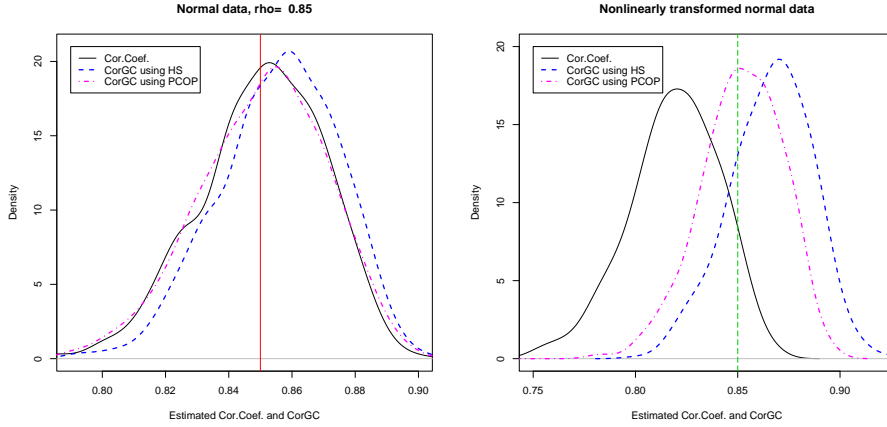 Normal data, rho=  0.85
Cor.Coef.
CorGC using HS
CorGC using PCOP
Density
0
5
10
15
20
0.80
0.82
0.84
0.86
0.88
0.90
Estimated Cor.Coef. and CorGC
Nonlinearly transformed normal data
Cor.Coef.
CorGC using HS
CorGC using PCOP
Density
0
5
10
15
20
0.75
0.80
0.85
0.90
Estimated Cor.Coef. and CorGC